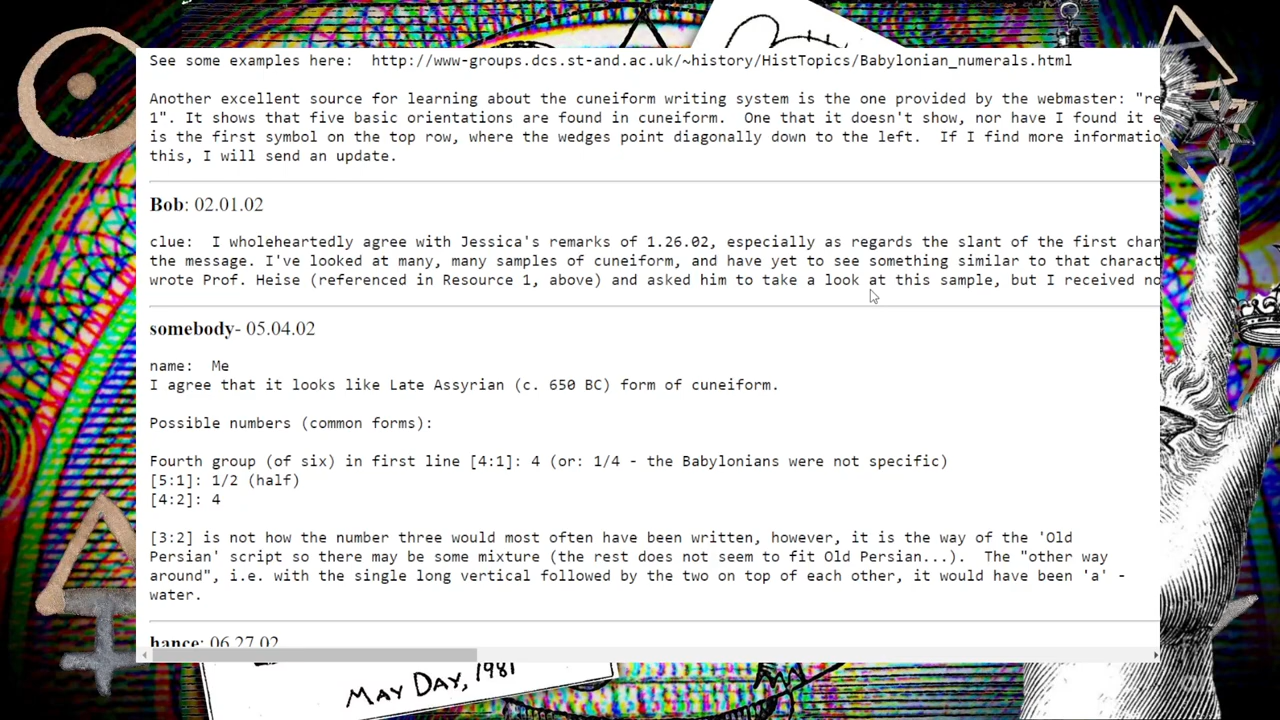 See some examples here:  http://www-groups.dcs.st-and.ac.uk/~history/HistTopics/Babylonian_numerals.html
Another excellent source for learning about the cuneiform writing system is the one provided by the webmaster: "re
1". It shows that five basic orientations are found in cuneiform.  One that it doesn't show, nor have I found it e
is the first symbol on the top row, where the wedges point diagonally down to the left.  If I find more informatio
this, I will send an update.
Bob: 02.01.02
clue:  I wholeheartedly agree with Jessica's remarks of 1.26.02, especially as regards the slant of the first char
the message. I've looked at many, many samples of cuneiform, and have yet to see something similar to that charact
wrote Prof. Heise (referenced in Resource 1, above) and asked him to take a look at this sample, but I received no
somebody- 05.04.02
name:  Me
I agree that it looks like Late Assyrian (c. 650 BC) form of cuneiform.
Possible numbers (common forms):
Fourth group (of six) in first line [4:1]: 4 (or: 1/4 - the Babylonians were not specific)
[5:1]: 1/2 (half)
[4:2]: 4
[3:2] is not how the number three would most often have been written, however, it is the way of the 'Old
Persian' script so there may be some mixture (the rest does not seem to fit Old Persian...).  The "other way
around", i.e. with the single long vertical followed by the two on top of each other, it would have been 'a' -
water.
hance: 06.27.02
MAY DAY, 1981